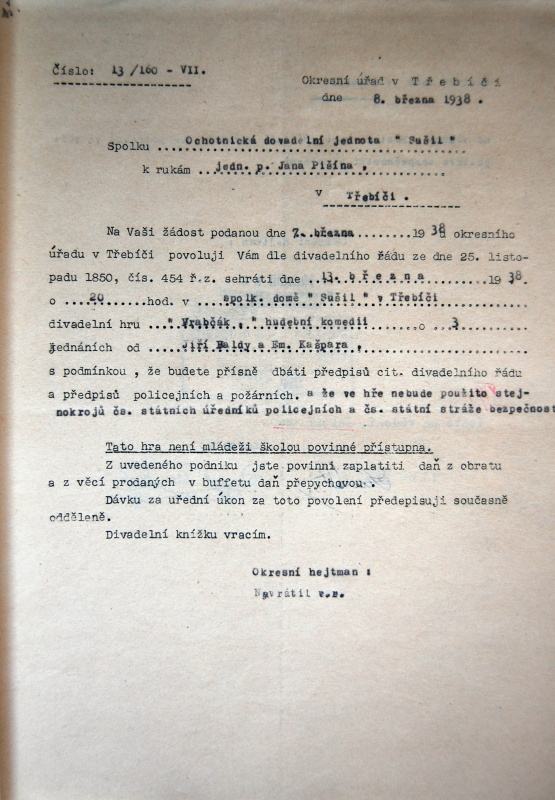 Číslo: 13/160 - VII.
Okresní úřad v Třebíči
dne 8. března 1938.
Spolku Ochotnická dovadelní jednota " Sušil "
k rukám jedn. p. Jana Pišína,
v Třebíči.
Na Vaši žádost podanou dne 7. března 1938 okresního
úřadu v Třebíči povoluji Vám dle divadelního řádu ze dne 25. listo-
padu 1850, čís. 454 ř.z. sehráti dne 13. března 1938.
o 20 hod. v spolk. domě " Sušil " v Třebíči
divadelní hru " Vrabčák, " hudební komedii o 3
jednáních od Jiří Baldy a Em. Kašpara,
s podmínkou, že budete přísně dbáti předpisů cit. divadelního řádu
a předpisů policejních a požárních. a že ve hře nebude použito stej-
nokrojů čs. státních úředníků policejních a čs. státní stráže bezpečnost
Tato hra není mládeži školou povinné přístupna.
Z uvedeného podniku jste povinni zaplatiti daň z obratu
a z věcí prodaných v buffetu daň přepychovou.
Dávku za uřední úkon za toto povolení předepisuji současně
odděleně.
Divadelní knížku vracím.
Okresní hejtman :
Navrátil v.r.